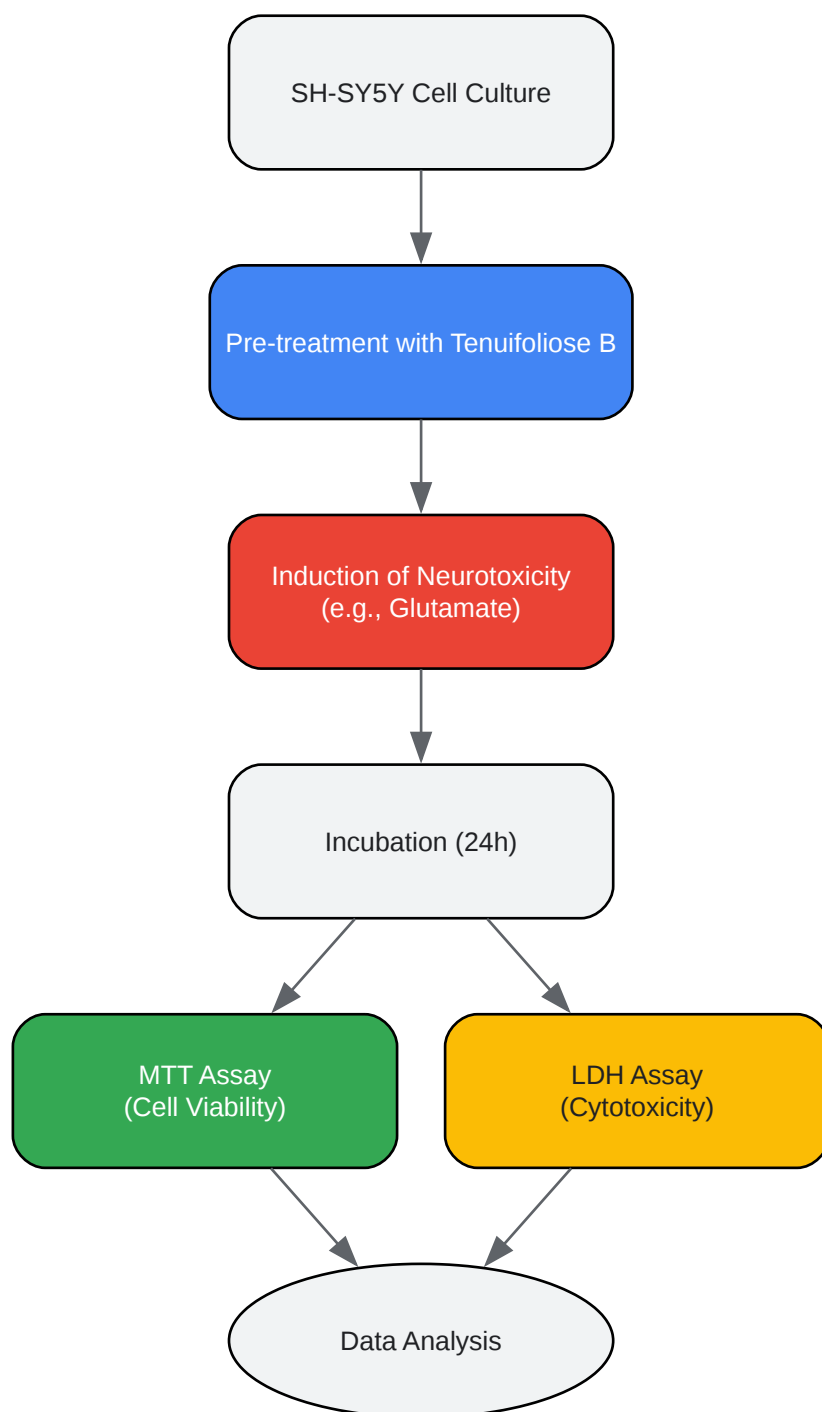 SH-SY5Y Cell Culture
Pre-treatment with Tenuifoliose B
Induction of Neurotoxicity
(e.g., Glutamate)
Incubation (24h)
MTT Assay
(Cell Viability)
LDH Assay
(Cytotoxicity)
Data Analysis